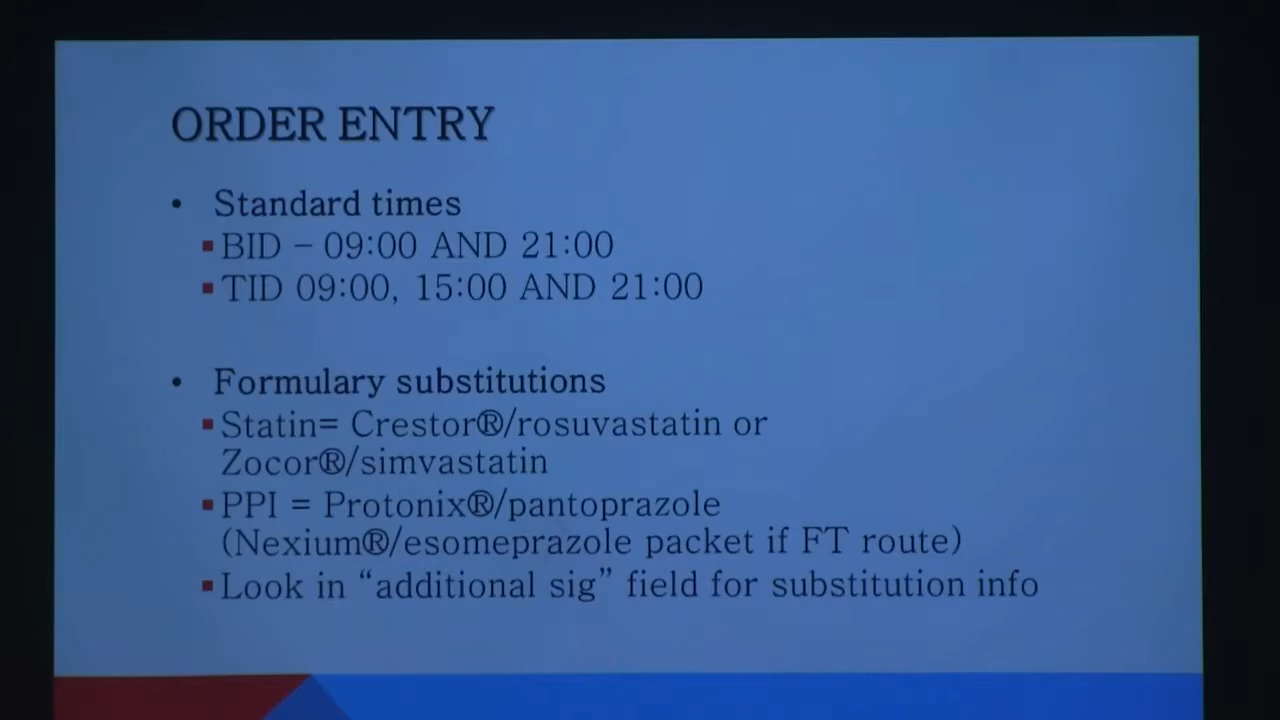 ORDER ENTRY
• Standard times
▪ BID – 09:00 AND 21:00
▪ TID 09:00, 15:00 AND 21:00
• Formulary substitutions
▪ Statin= Crestor®/rosuvastatin or
Zocor®/simvastatin
▪ PPI = Protonix®/pantoprazole
(Nexium®/esomeprazole packet if FT route)
▪ Look in “additional sig” field for substitution info